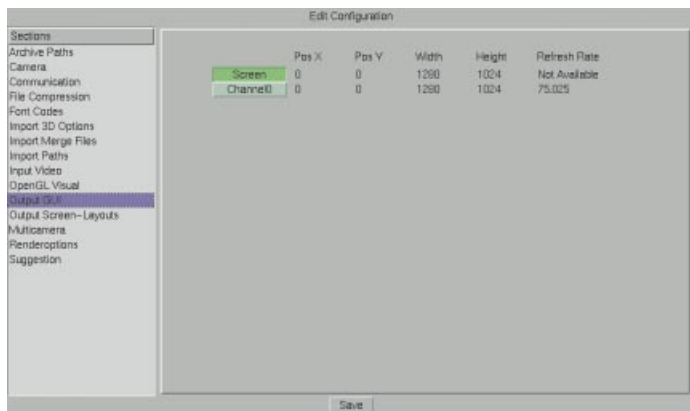 Edit Configuration
Sections
Archive Paths
Camera
Communication
File Compression
Font Codes
Import 3D Options
Import Merge Files
Import Paths
Input Video
OpenGL Visual
Output GUI
Output Screen-Layouts
Multicamera
Renderoptions
Suggestion
Pos X Pos Y Width Height Refresh Rate
Screen 0 0 1280 1024 Not Available
Channel0 0 0 1280 1024 75.025
Save